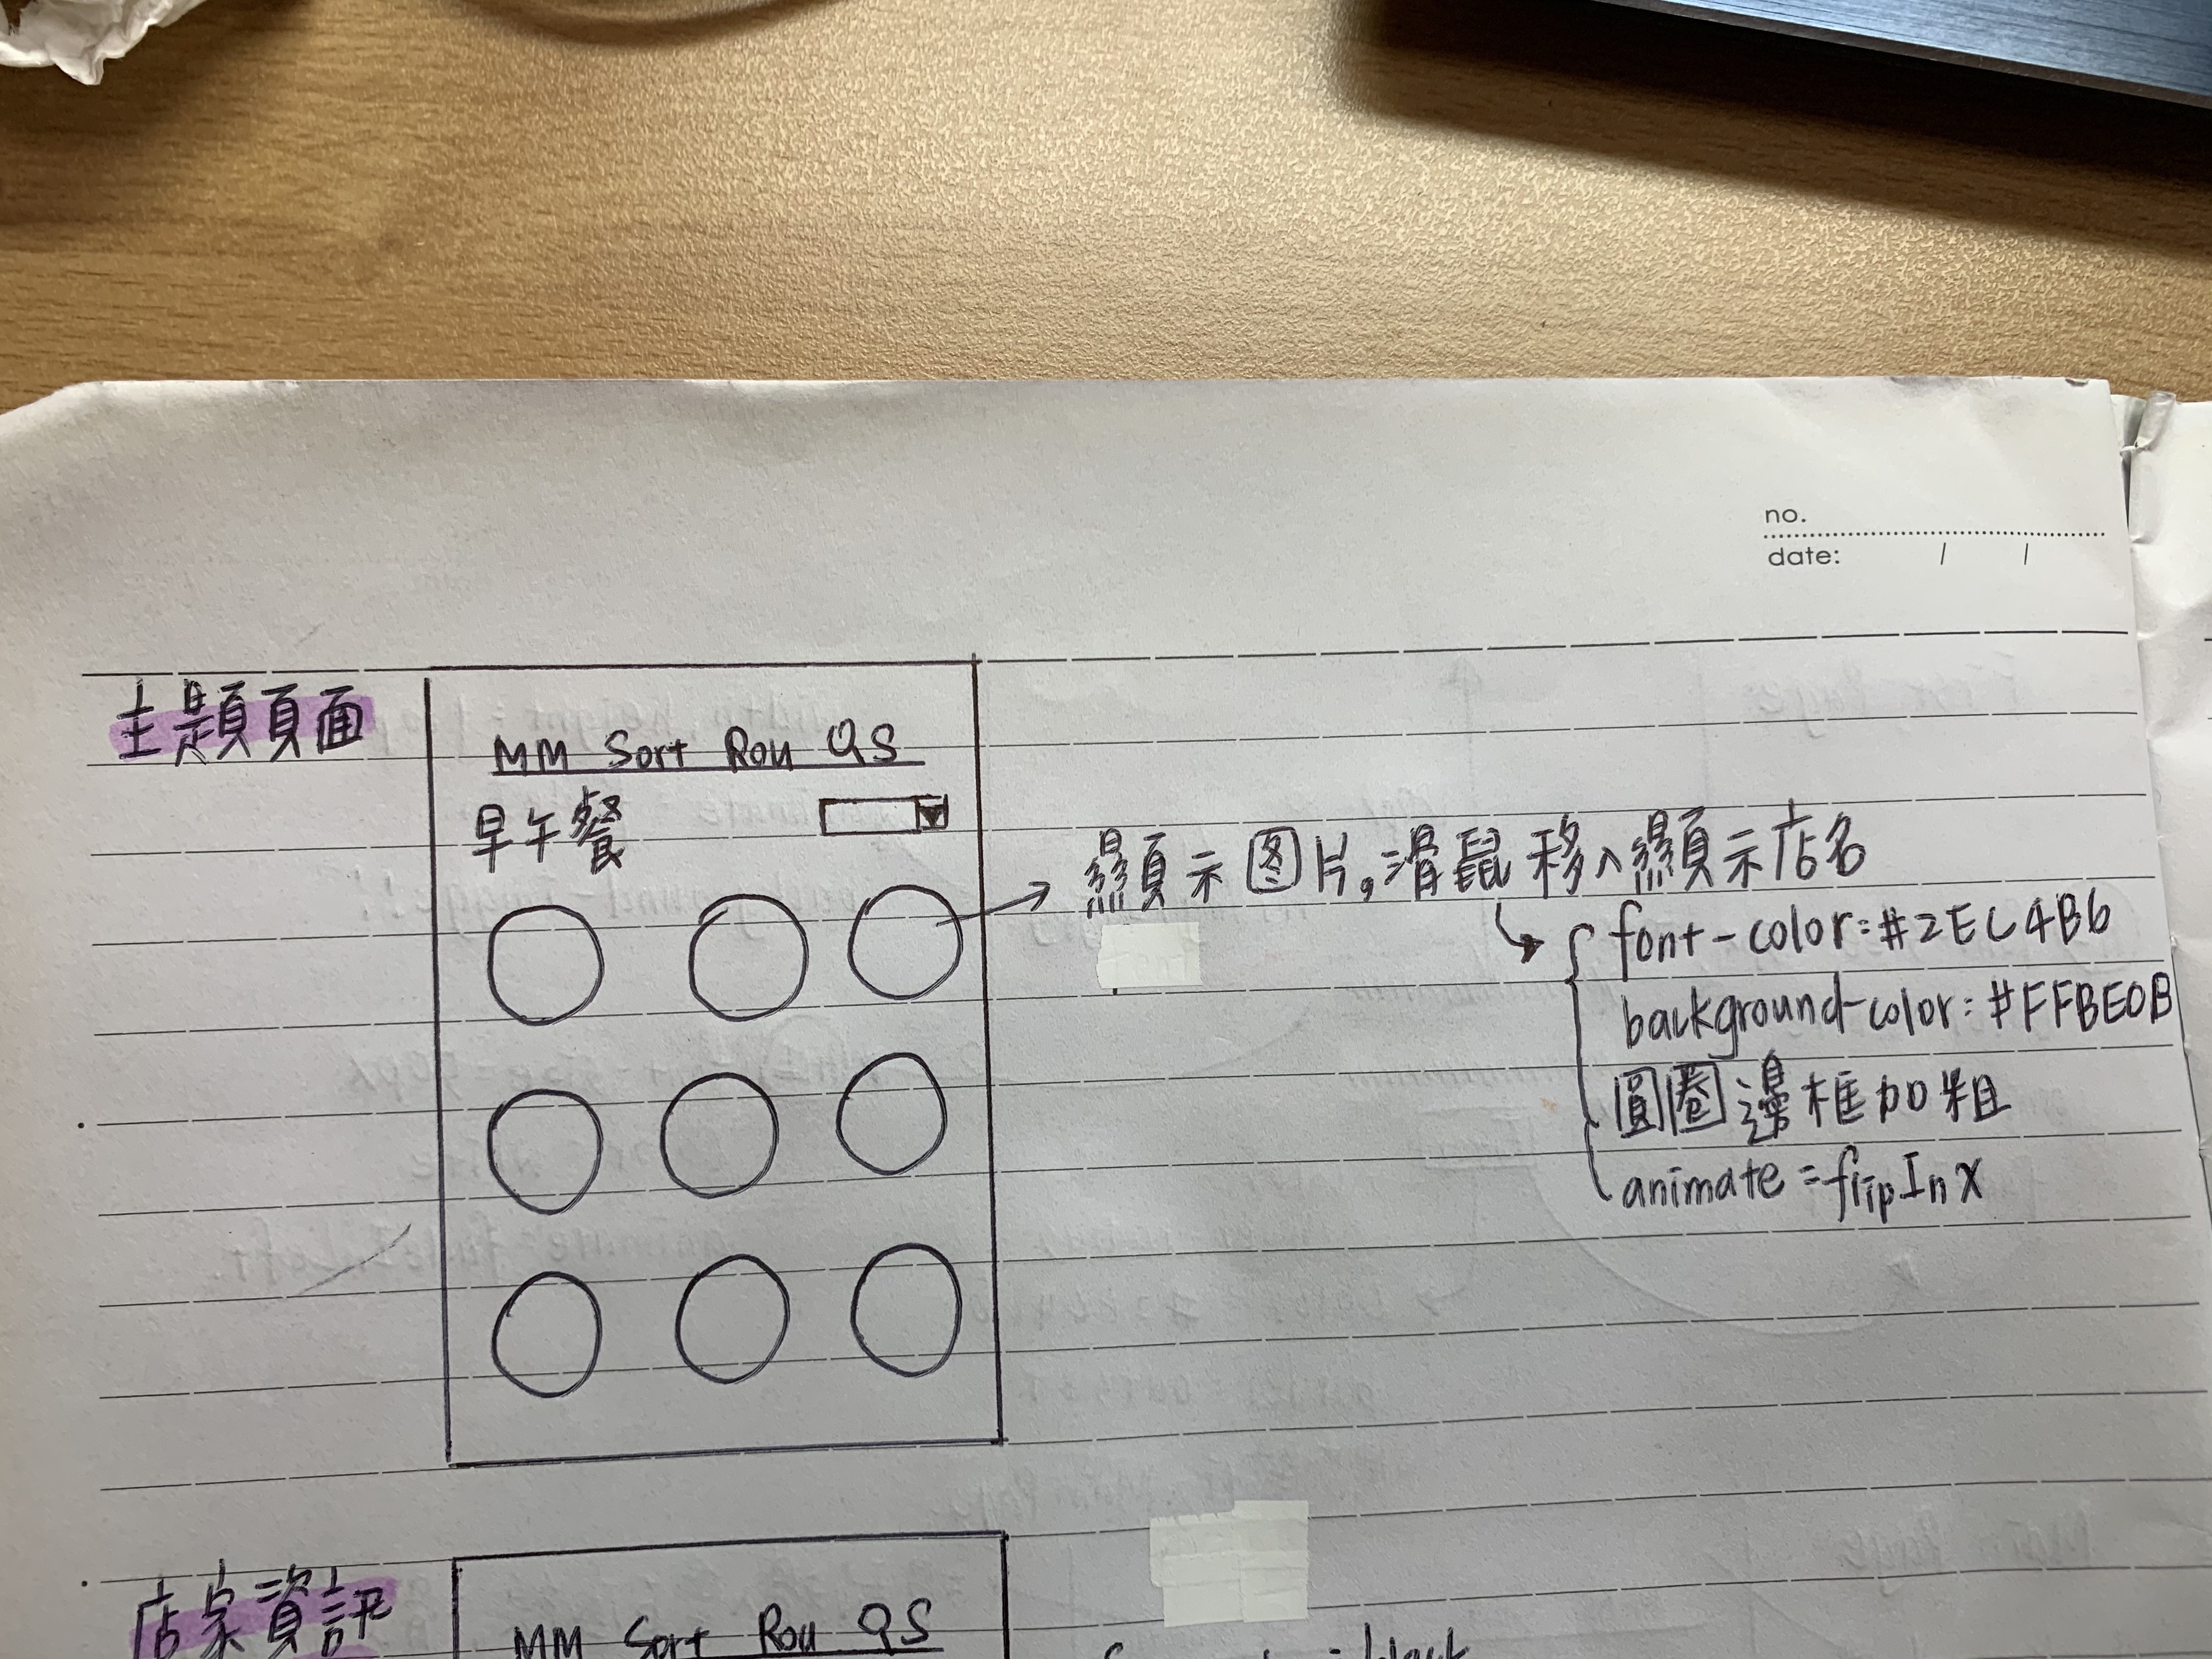 no.
date: / /
主題頁面
MM Sort Rou QS
早午餐
顯示图片,滑鼠移入顯示店名
font-color:#2EC4B6
background-color:#FFBE0B
圓圈邊框加粗
animate=flipInX
店家資訊
MM Sort Rou QS